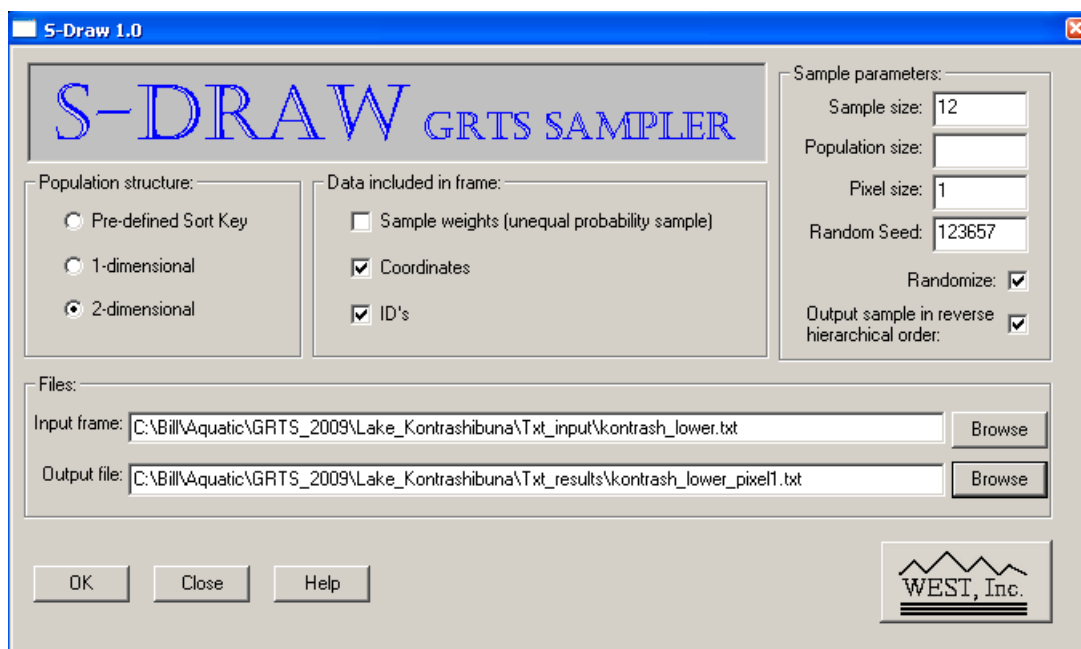 S-Draw 1.0
S-DRAW GRTS SAMPLER
Sample parameters:
Sample size: 12
Population size:
Pixel size: 1
Random Seed: 123657
Randomize:
Output sample in reverse
hierarchical order:
Population structure:
Pre-defined Sort Key
1-dimensional
2-dimensional
Data included in frame:
Sample weights (unequal probability sample)
Coordinates
ID's
Files:
Input frame: C:\Bill\Aquatic\GRTS_2009\Lake_Kontrashibuna\Txt_input\kontrash_lower.txt Browse
Output file: C:\Bill\Aquatic\GRTS_2009\Lake_Kontrashibuna\Txt_results\kontrash_lower_pixel1.txt Browse
OK Close Help
WEST, Inc.